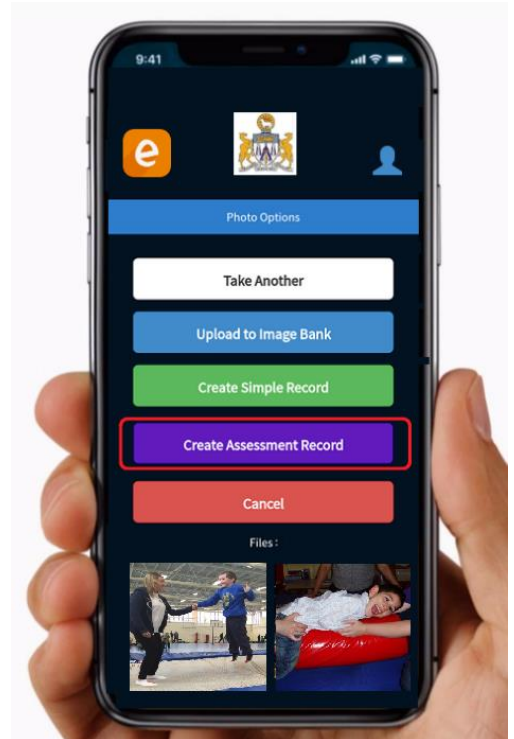 9:41
e
Photo Options
Take Another
Upload to Image Bank
Create Simple Record
Create Assessment Record
Cancel
Files: